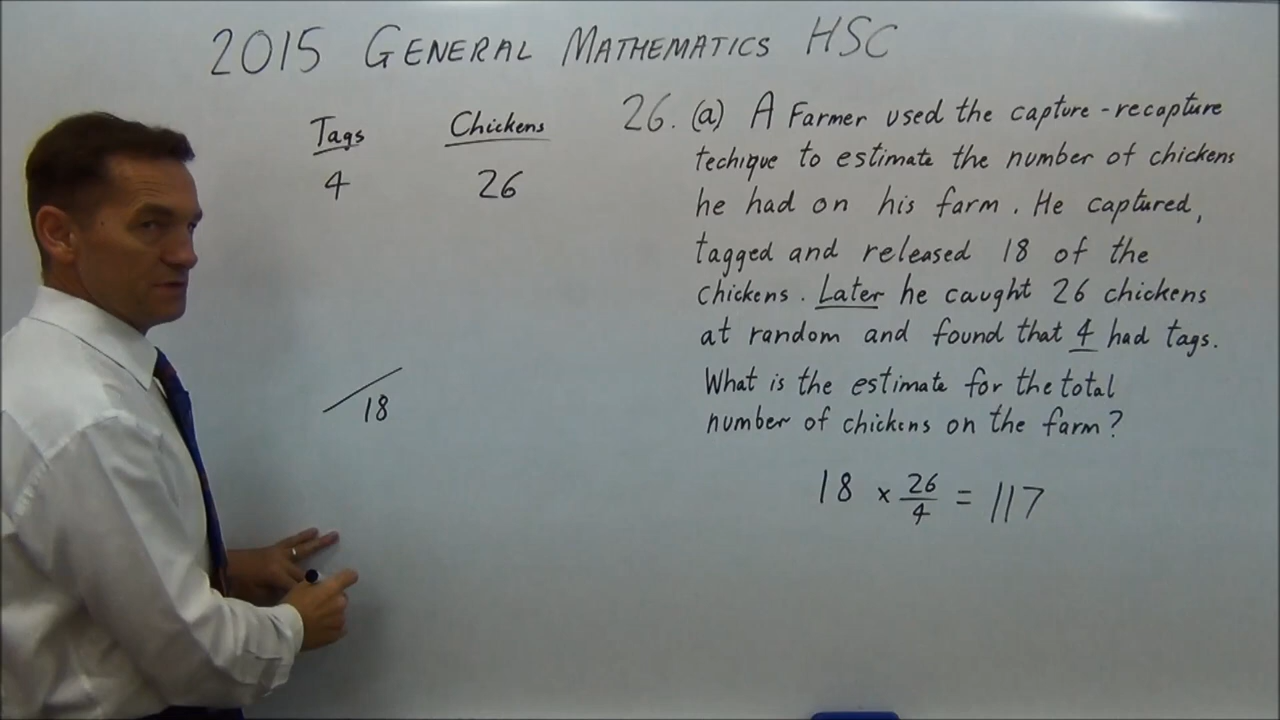 2015 GENERAL MATHEMATICS HSC
Tags Chickens
4 26
18
26. (a) A Farmer used the capture-recapture
techique to estimate the number of chickens
he had on his farm. He captured,
tagged and released 18 of the
chickens. Later he caught 26 chickens
at random and found that 4 had tags.
What is the estimate for the total
number of chickens on the farm?
18 × 26/4 = 117